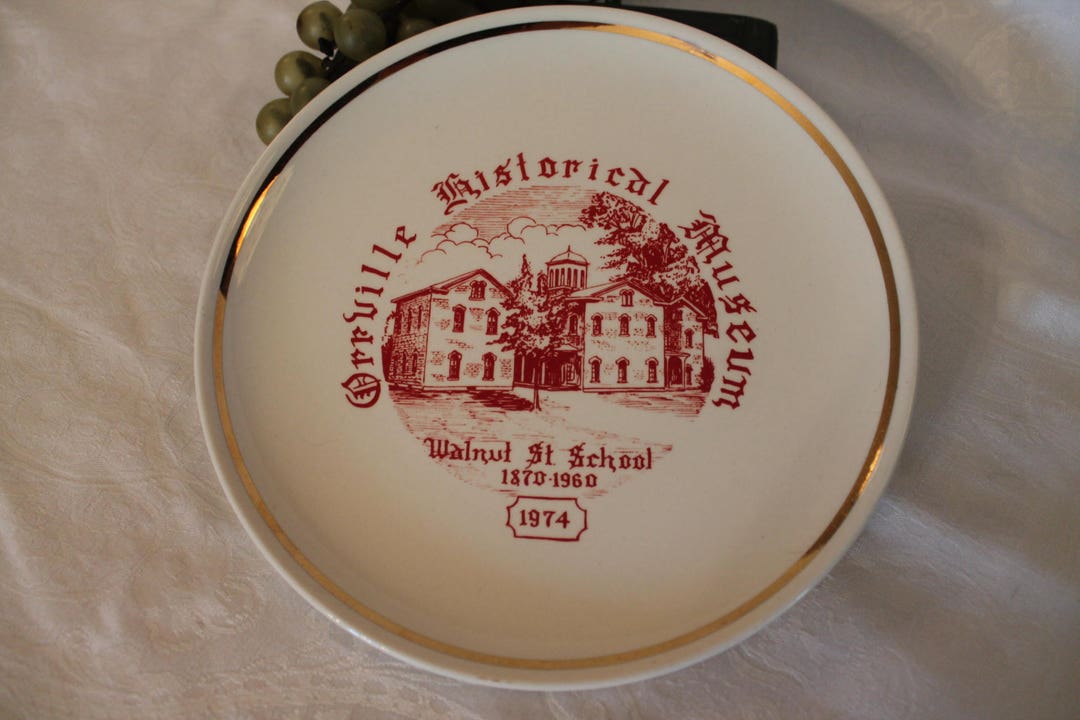 Orrville Historical Museum
Walnut St School
1870-1960
1974